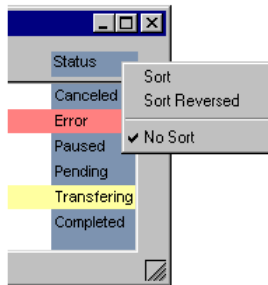 Status
Sort
Sort Reversed
No Sort
Canceled
Error
Paused
Pending
Transfering
Completed